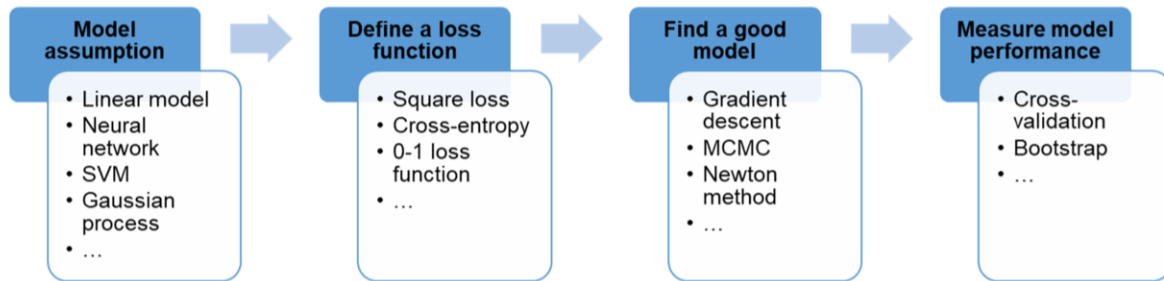 Model
assumption
• Linear model
• Neural
network
• SVM
• Gaussian
process
• …
Define a loss
function
• Square loss
• Cross-entropy
• 0-1 loss
function
• …
Find a good
model
• Gradient
descent
• MCMC
• Newton
method
• …
Measure model
performance
• Cross-
validation
• Bootstrap
• …